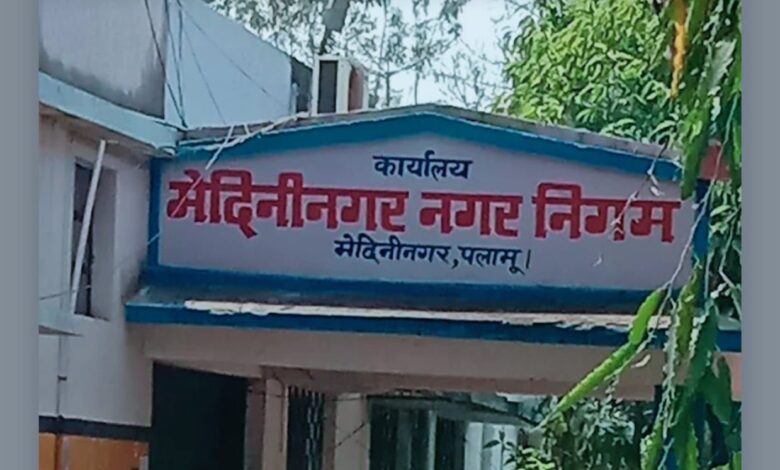 कार्यालय
मेदिनीनगर नगर निगम
मेदिनीनगर, पलामू।